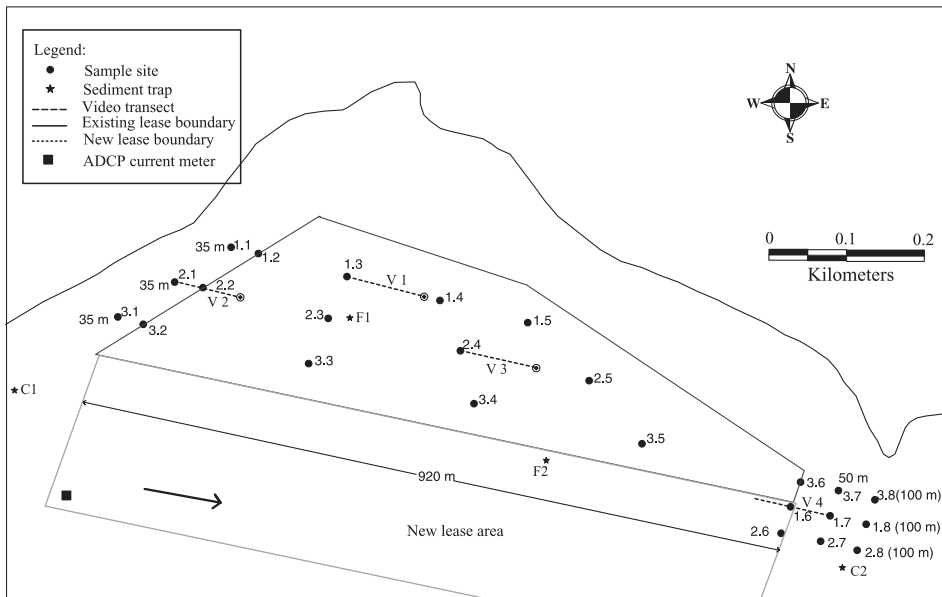 Legend:
Sample site
Sediment trap
Video transect
Existing lease boundary
New lease boundary
ADCP current meter
N
W E
S
0 0.1 0.2
Kilometers
35 m 1.1
1.2
35 m 2.1
2.2
V 2
35 m 3.1
3.2
1.3
V 1
1.4
1.5
2.3
F1
2.4
V 3
2.5
3.3
3.4
3.5
C1
F2
920 m
New lease area
3.6
50 m
3.7
3.8(100 m)
V 4
1.6
1.7
1.8 (100 m)
2.6
2.7
2.8 (100 m)
C2